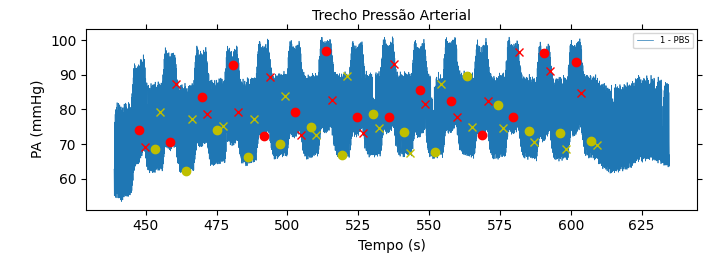 Trecho Pressão Arterial
1 - PBS
PA (mmHg)
100
90
80
70
60
450 475 500 525 550 575 600 625
Tempo (s)